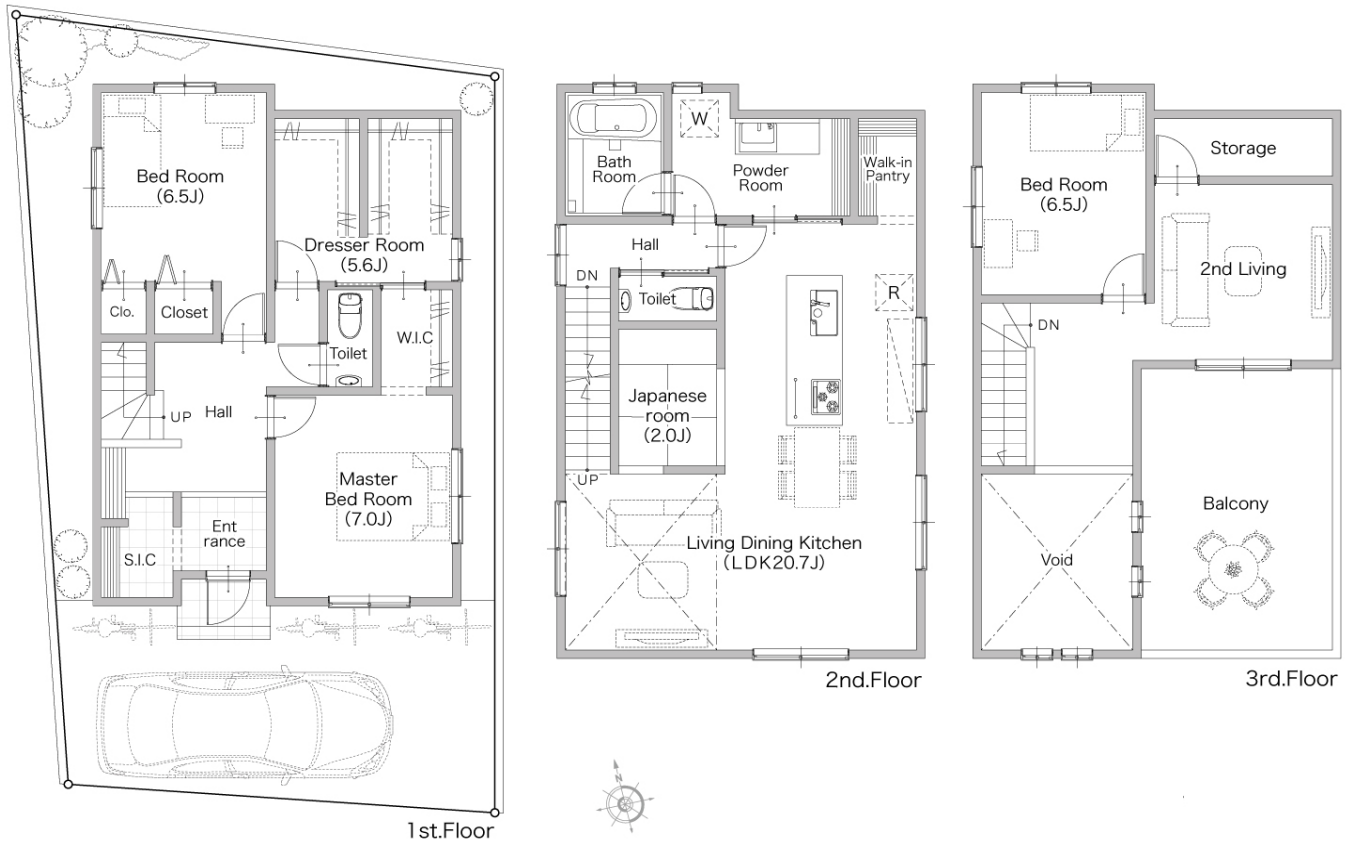 Bed Room
(6.5J)
Dresser Room
(5.6J)
Clo.
Closet
Toilet
W.I.C
UP
Hall
Master
Bed Room
(7.0J)
Ent
rance
S.I.C
1st.Floor
Bath
Room
W
Powder
Room
Walk-in
Pantry
Hall
DN
Toilet
R
Japanese
room
(2.0J)
UP
Living Dining Kitchen
(LDK20.7J)
2nd.Floor
N
Bed Room
(6.5J)
Storage
2nd Living
DN
Void
Balcony
3rd.Floor